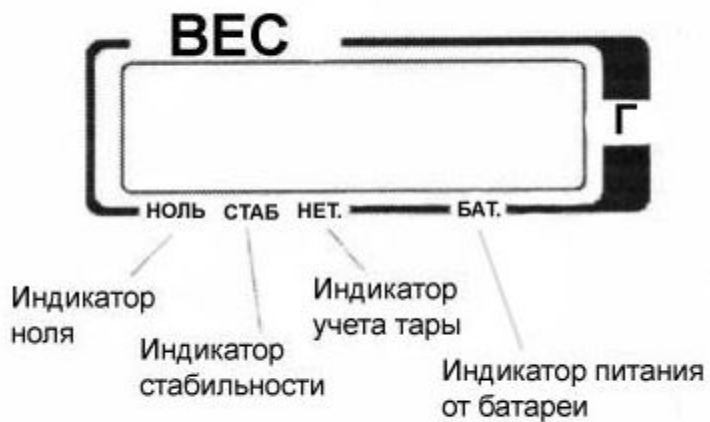 ВЕС
Г
НОЛЬ СТАБ НЕТ. БАТ.
Индикатор
ноля
Индикатор
стабильности
Индикатор
учета тары
Индикатор питания
от батареи